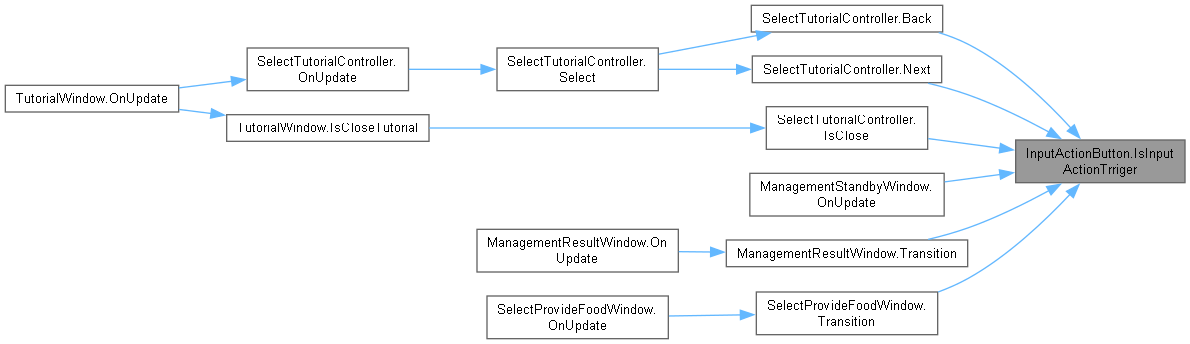 SelectTutorialController.Back
SelectTutorialController.
OnUpdate
SelectTutorialController.
Select
SelectTutorialController.Next
TutorialWindow.OnUpdate
TutorialWindow.IsCloseTutorial
SelectTutorialController.
IsClose
InputActionButton.IsInput
ActionTrriger
ManagementStandbyWindow.
OnUpdate
ManagementResultWindow.On
Update
ManagementResultWindow.Transition
SelectProvideFoodWindow.
OnUpdate
SelectProvideFoodWindow.
Transition